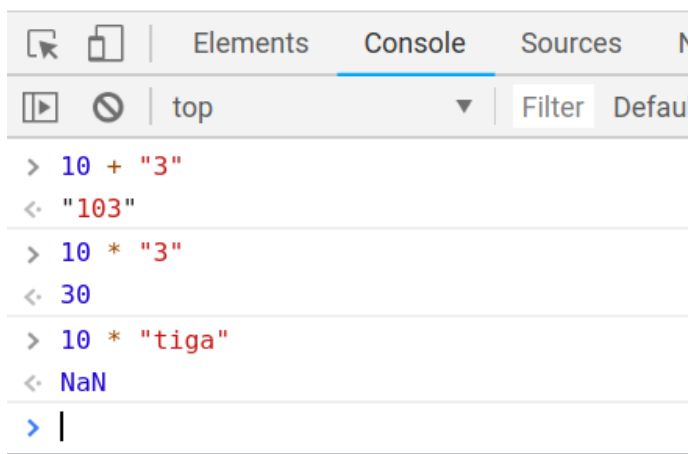 Elements Console Sources
top Filter Defau
> 10 + "3"
"103"
> 10 * "3"
30
> 10 * "tiga"
NaN
>